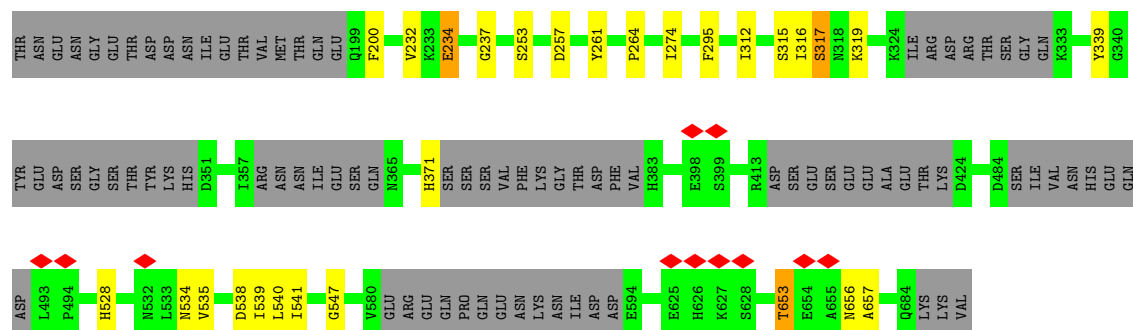 THR ASN GLU ASN GLY GLU THR ASP ASP ASN ILE GLU THR VAL MET THR GLN GLU Q199 F200 V232 K233 E234 G237 S253 D257 Y261 P264 I274 F295 I312 S315 I316 S317 N318 K319 K324 ILE ARG ASP ARG THR SER GLY GLN K333 Y339 G340
TYR GLU ASP SER GLY SER THR TYR LYS HIS D351 I357 ARG ASN ASN ILE GLU SER GLN N365 H371 SER SER SER VAL PHE LYS GLY THR ASP PHE VAL H383 E398 S399 R413 ASP SER GLU SER GLU GLU ALA GLU THR LYS D424 D484 SER ILE VAL ASN HIS GLU GLN
ASP L493 P494 H528 N532 L533 N534 V535 D538 I539 L540 I541 G547 V580 GLU ARG GLU GLN PRO GLN GLU ASN LYS ASN ILE ASP ASP E594 E625 H626 K627 S628 T653 E654 A655 N656 A657 Q684 LYS LYS VAL